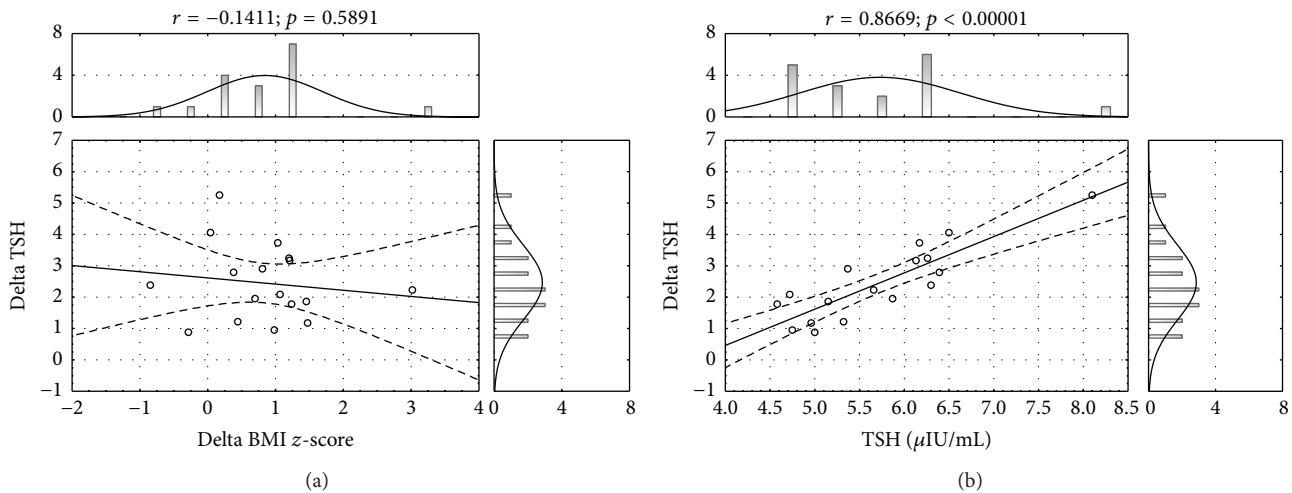 r = −0.1411; p = 0.5891
8
4
0
7
6
5
4
3
2
1
0
−1
Delta TSH
−2 −1 0 1 2 3 4
Delta BMI z-score
0 4 8
(a)
r = 0.8669; p < 0.00001
8
4
0
7
6
5
4
3
2
1
0
−1
Delta TSH
4.0 4.5 5.0 5.5 6.0 6.5 7.0 7.5 8.0 8.5
TSH (μIU/mL)
0 4 8
(b)